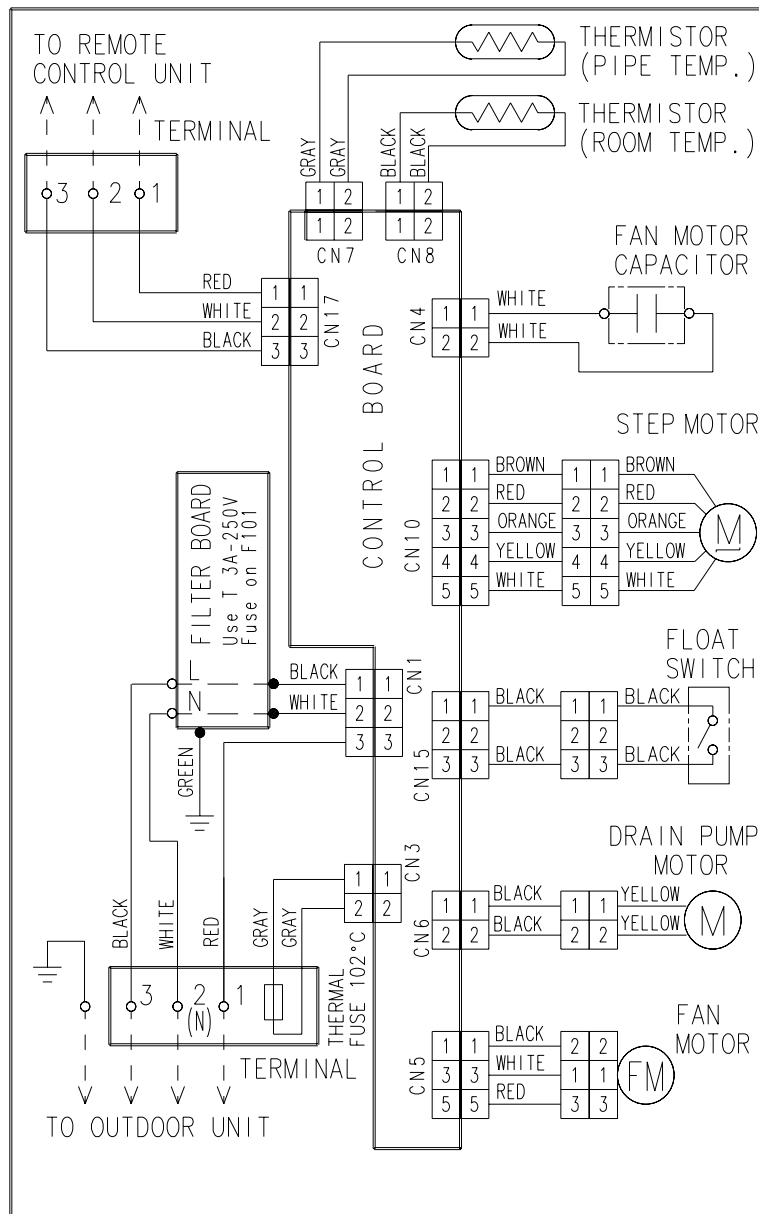 TO REMOTE
CONTROL UNIT
TERMINAL
3 2 1
THERMISTOR
(PIPE TEMP.)
THERMISTOR
(ROOM TEMP.)
GRAY
GRAY
BLACK
BLACK
1 2
1 2
CN7
1 2
1 2
CN8
RED
WHITE
BLACK
1 1
2 2
3 3
CN17
CONTROL BOARD
FAN MOTOR
CAPACITOR
CN4
1 1
2 2
WHITE
WHITE
STEP MOTOR
CN10
1 1 BROWN 1 1 BROWN
2 2 RED 2 2 RED
3 3 ORANGE 3 3 ORANGE
4 4 YELLOW 4 4 YELLOW
5 5 WHITE 5 5 WHITE
M
FILTER BOARD
Use T 3A-250V
Fuse on F101
L
N
BLACK
WHITE
1 1
2 2
3 3
CN1
GREEN
FLOAT
SWITCH
CN15
1 1 BLACK 1 1 BLACK
2 2 2 2
3 3 BLACK 3 3 BLACK
CN3
1 1
2 2
BLACK
WHITE
RED
GRAY
GRAY
THERMAL
FUSE 102°C
3 2 1
(N)
TERMINAL
TO OUTDOOR UNIT
DRAIN PUMP
MOTOR
CN6
1 1 BLACK 1 1 YELLOW
2 2 BLACK 2 2 YELLOW
M
FAN
MOTOR
CN5
1 1 BLACK 2 2
3 3 WHITE 1 1
5 5 RED 3 3
FM